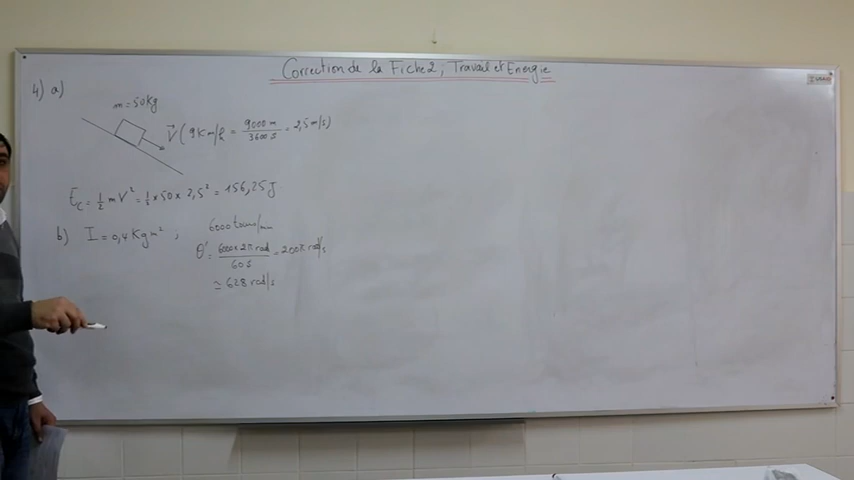 Correction de la Fiche 2 ; Travail et Energie
4) a)
m = 50 Kg
V⃗ ( 9 Km/h = 9000 m / 3600 s = 2,5 m/s )
Ec = 1/2 m V² = 1/2 × 50 × 2,5² = 156,25 J
b) I = 0,4 Kg m² , 6000 tours/min
θ' = 6000 × 2π rad / 60 s = 200π rad/s
≃ 628 rad/s